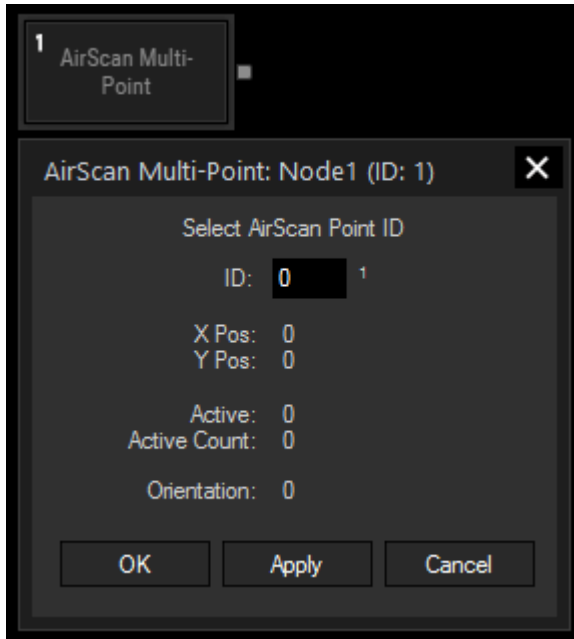 1
AirScan Multi-
Point
AirScan Multi-Point: Node1 (ID: 1)
Select AirScan Point ID
ID: 0 1
X Pos: 0
Y Pos: 0
Active: 0
Active Count: 0
Orientation: 0
OK Apply Cancel